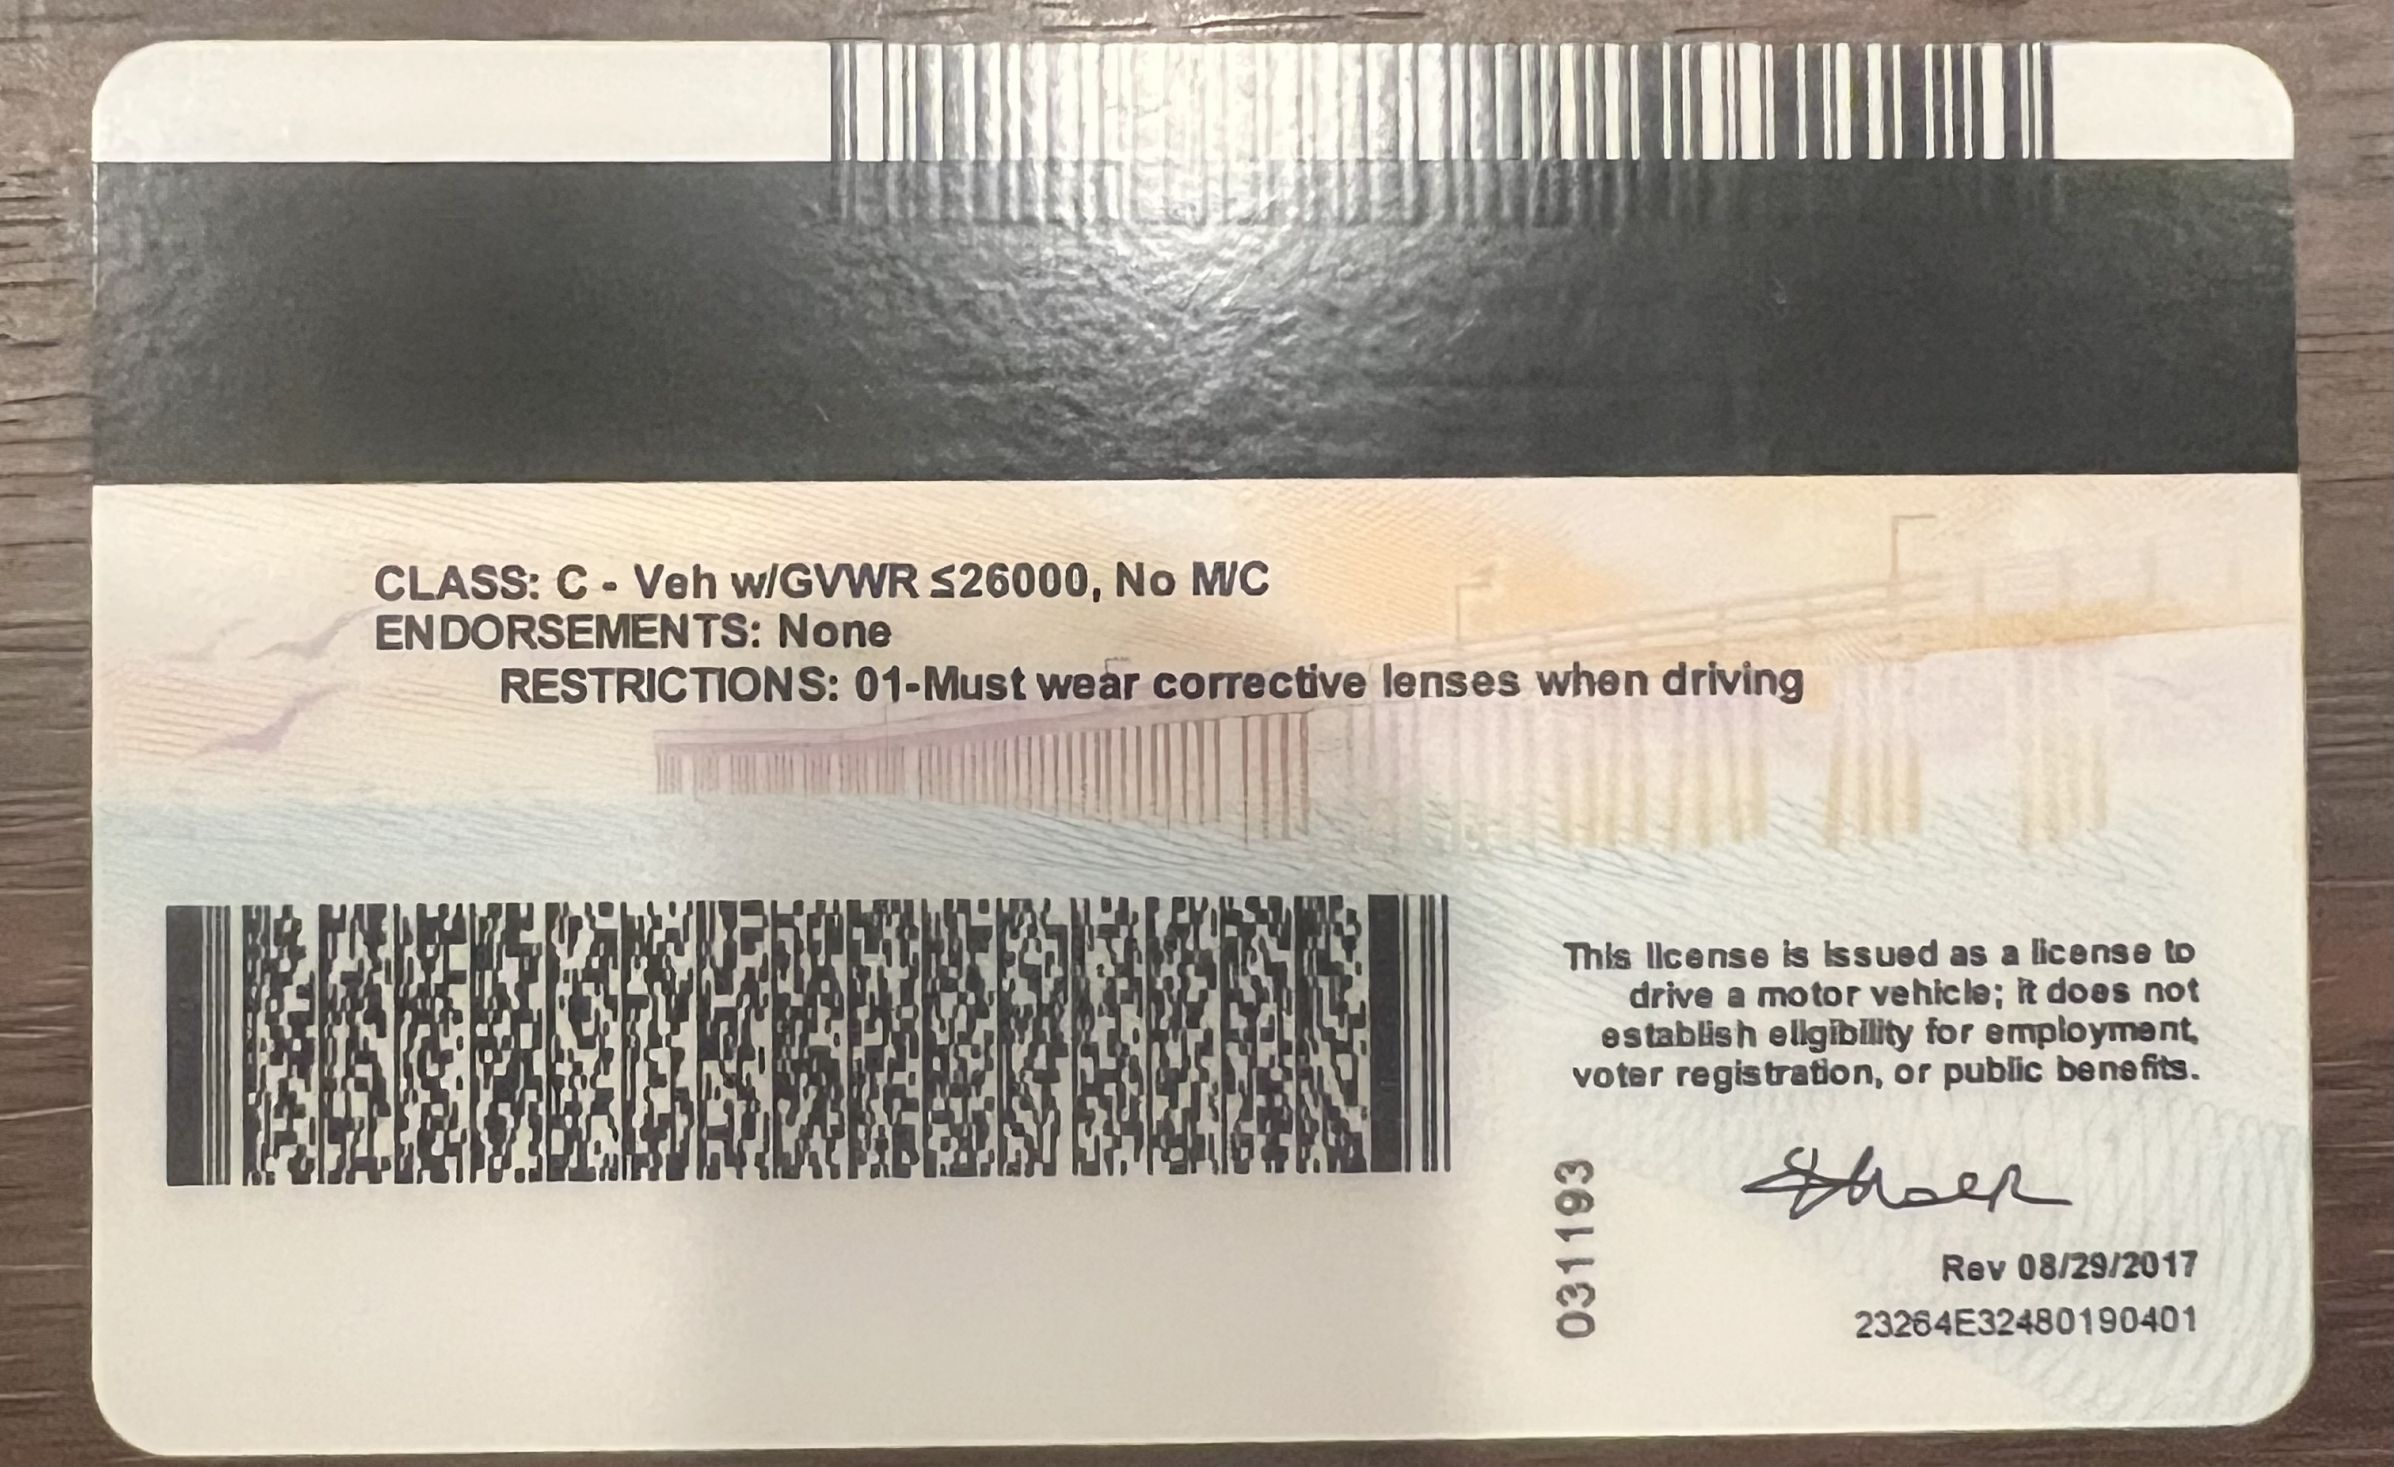 CLASS: C - Veh w/GVWR ≤26000, No M/C
ENDORSEMENTS: None
RESTRICTIONS: 01-Must wear corrective lenses when driving
This license is issued as a license to
drive a motor vehicle; it does not
establish eligibility for employment,
voter registration, or public benefits.
0311193
Rev 08/29/2017
23264E32480190401